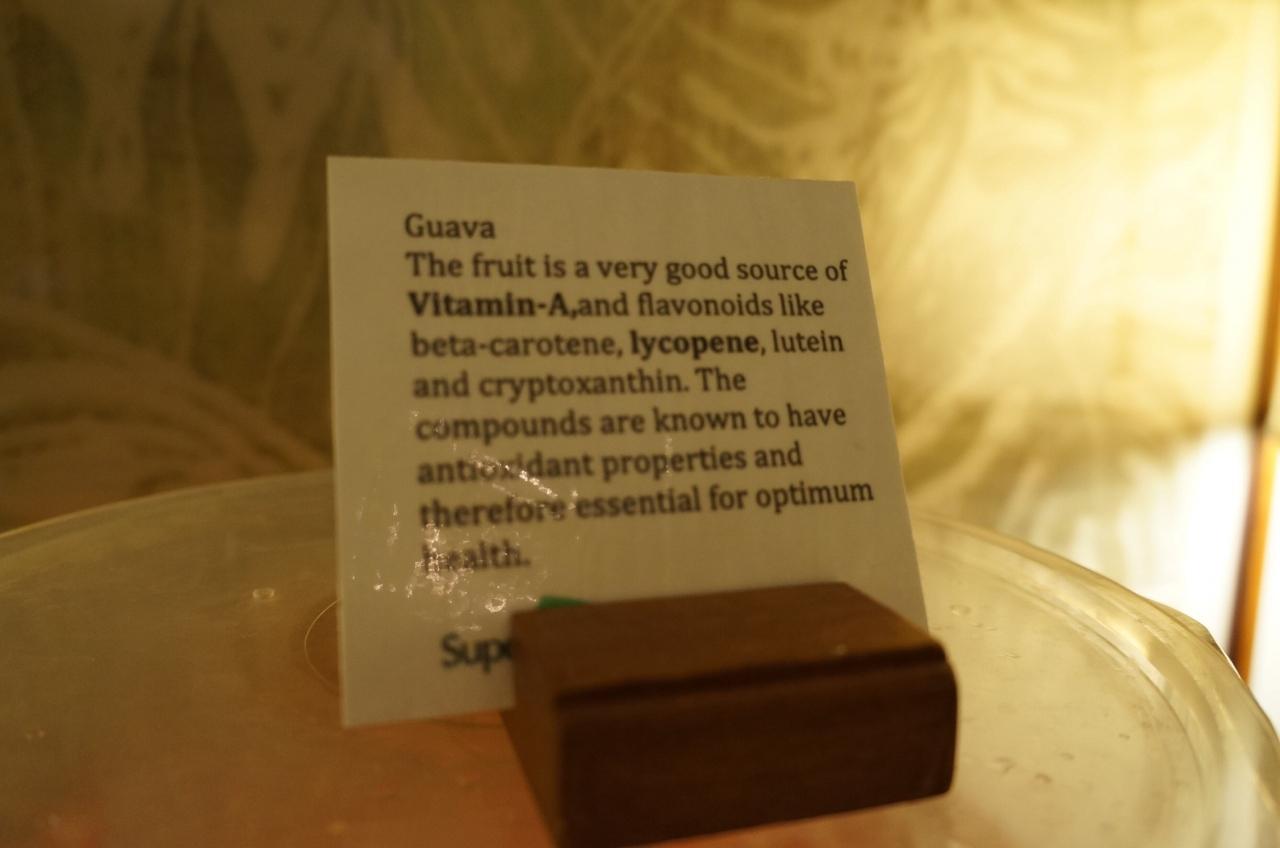 Guava
The fruit is a very good source of
Vitamin-A,and flavonoids like
beta-carotene, lycopene, lutein
and cryptoxanthin. The
compounds are known to have
antioxidant properties and
therefore essential for optimum
health.